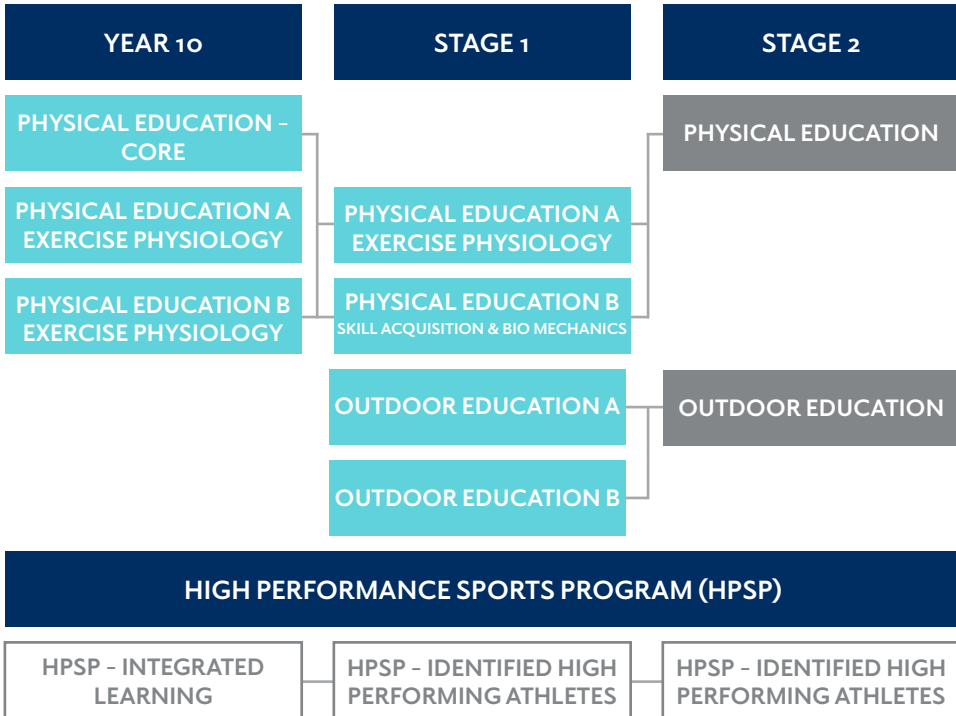 YEAR 10
STAGE 1
STAGE 2
PHYSICAL EDUCATION -
CORE
PHYSICAL EDUCATION
PHYSICAL EDUCATION A
EXERCISE PHYSIOLOGY
PHYSICAL EDUCATION A
EXERCISE PHYSIOLOGY
PHYSICAL EDUCATION B
EXERCISE PHYSIOLOGY
PHYSICAL EDUCATION B
SKILL ACQUISITION & BIO MECHANICS
OUTDOOR EDUCATION A
OUTDOOR EDUCATION
OUTDOOR EDUCATION B
HIGH PERFORMANCE SPORTS PROGRAM (HPSP)
HPSP - INTEGRATED
LEARNING
HPSP - IDENTIFIED HIGH
PERFORMING ATHLETES
HPSP - IDENTIFIED HIGH
PERFORMING ATHLETES